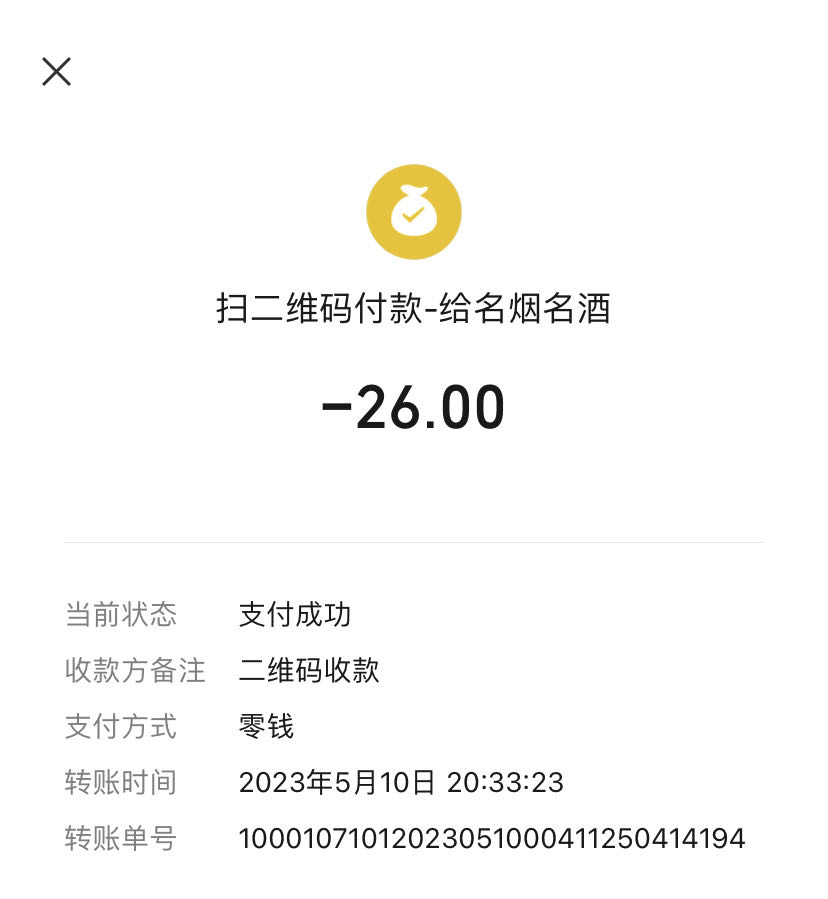 扫二维码付款-给名烟名酒
-26.00
当前状态 支付成功
收款方备注 二维码收款
支付方式 零钱
转账时间 2023年5月10日 20:33:23
转账单号 1000107101202305100041125041​4194